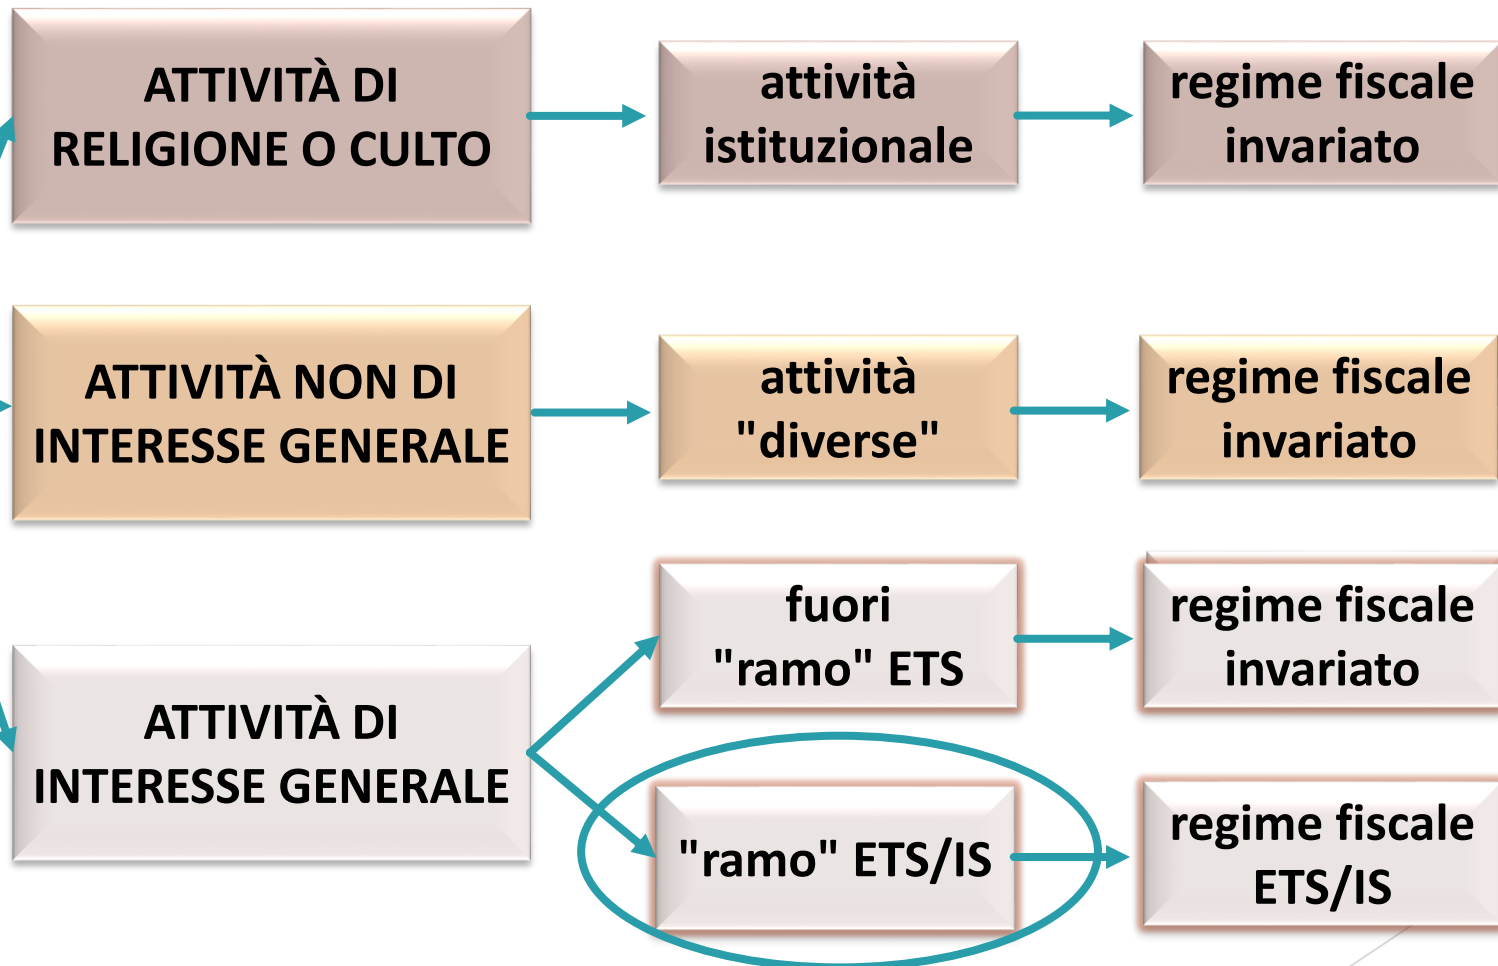 ATTIVITÀ DI
RELIGIONE O CULTO
attività
istituzionale
regime fiscale
invariato
ATTIVITÀ NON DI
INTERESSE GENERALE
attività
"diverse"
regime fiscale
invariato
ATTIVITÀ DI
INTERESSE GENERALE
fuori
"ramo" ETS
regime fiscale
invariato
"ramo" ETS/IS
regime fiscale
ETS/IS